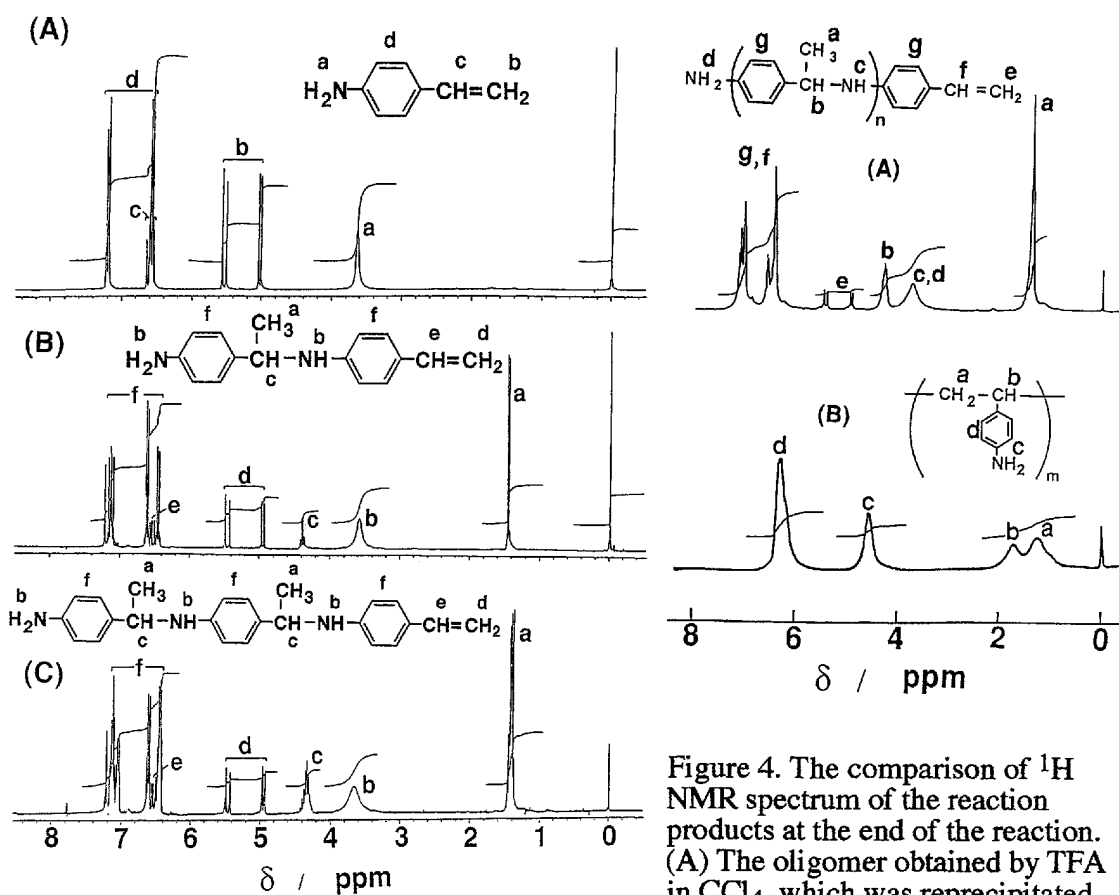 (A)
a
d
c
b
H₂N
CH=CH₂
d
c
b
a
(B)
b
f
CH₃
a
b
f
e
d
H₂N
CH
NH
CH=CH₂
c
f
e
d
c
b
a
b
f
a
CH₃
b
f
a
CH₃
b
f
e
d
H₂N
CH
NH
CH
NH
CH=CH₂
c
c
(C)
f
e
d
c
b
a
8 7 6 5 4 3 2 1 0
δ / ppm
d
g
a
CH₃
c
g
f
e
NH₂
CH
NH
CH=CH₂
b
n
a
g,f
(A)
b
e
c,d
(B)
a
b
CH₂
CH
d
c
NH₂
m
d
c
b
a
8 6 4 2 0
δ / ppm
Figure 4. The comparison of ¹H
NMR spectrum of the reaction
products at the end of the reaction.
(A) The oligomer obtained by TFA
in CCl₄, which was reprecipitated